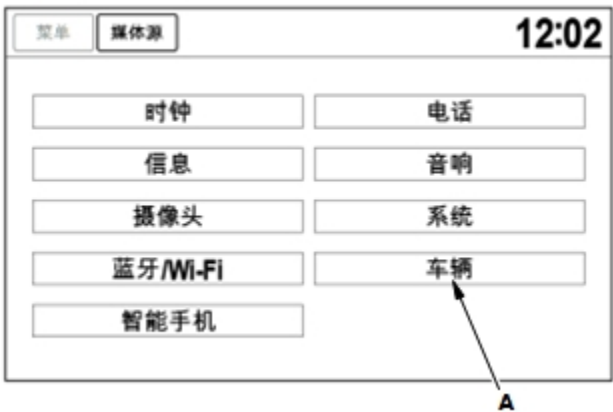 菜单 媒体源 12:02
时钟 电话
信息 音响
摄像头 系统
蓝牙/Wi-Fi 车辆
智能手机
A